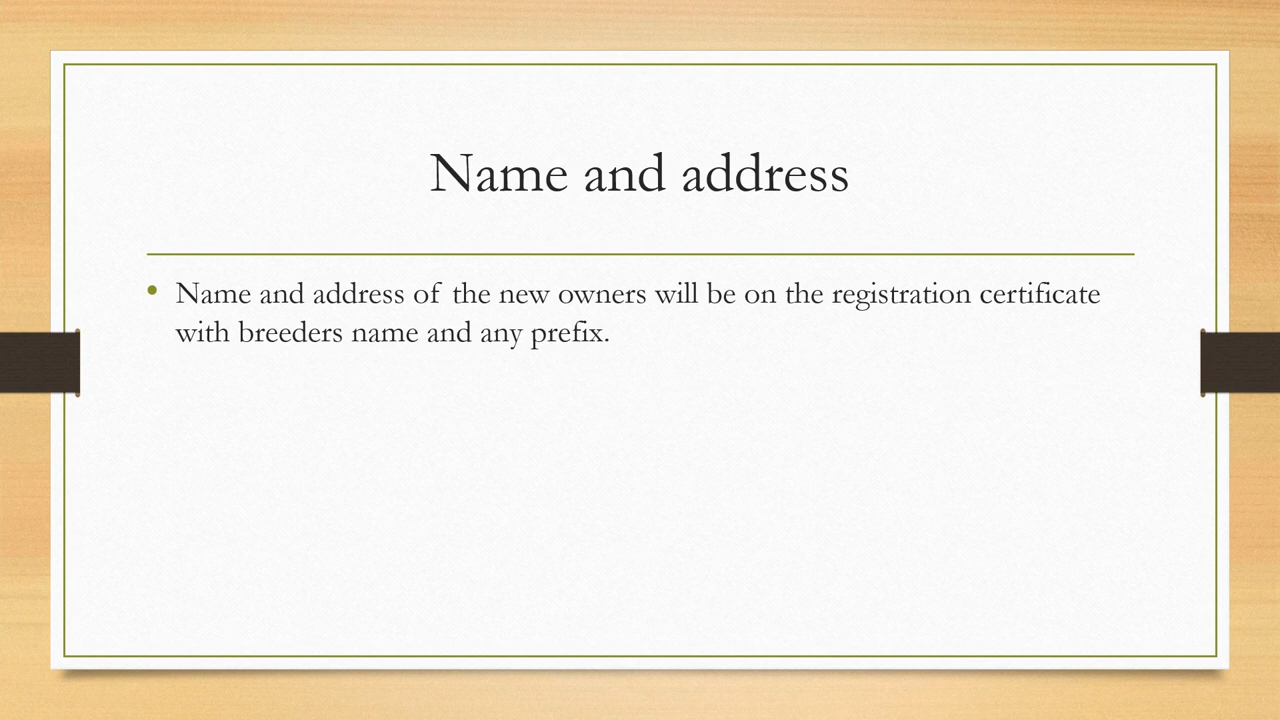 Name and address
• Name and address of the new owners will be on the registration certificate
with breeders name and any prefix.